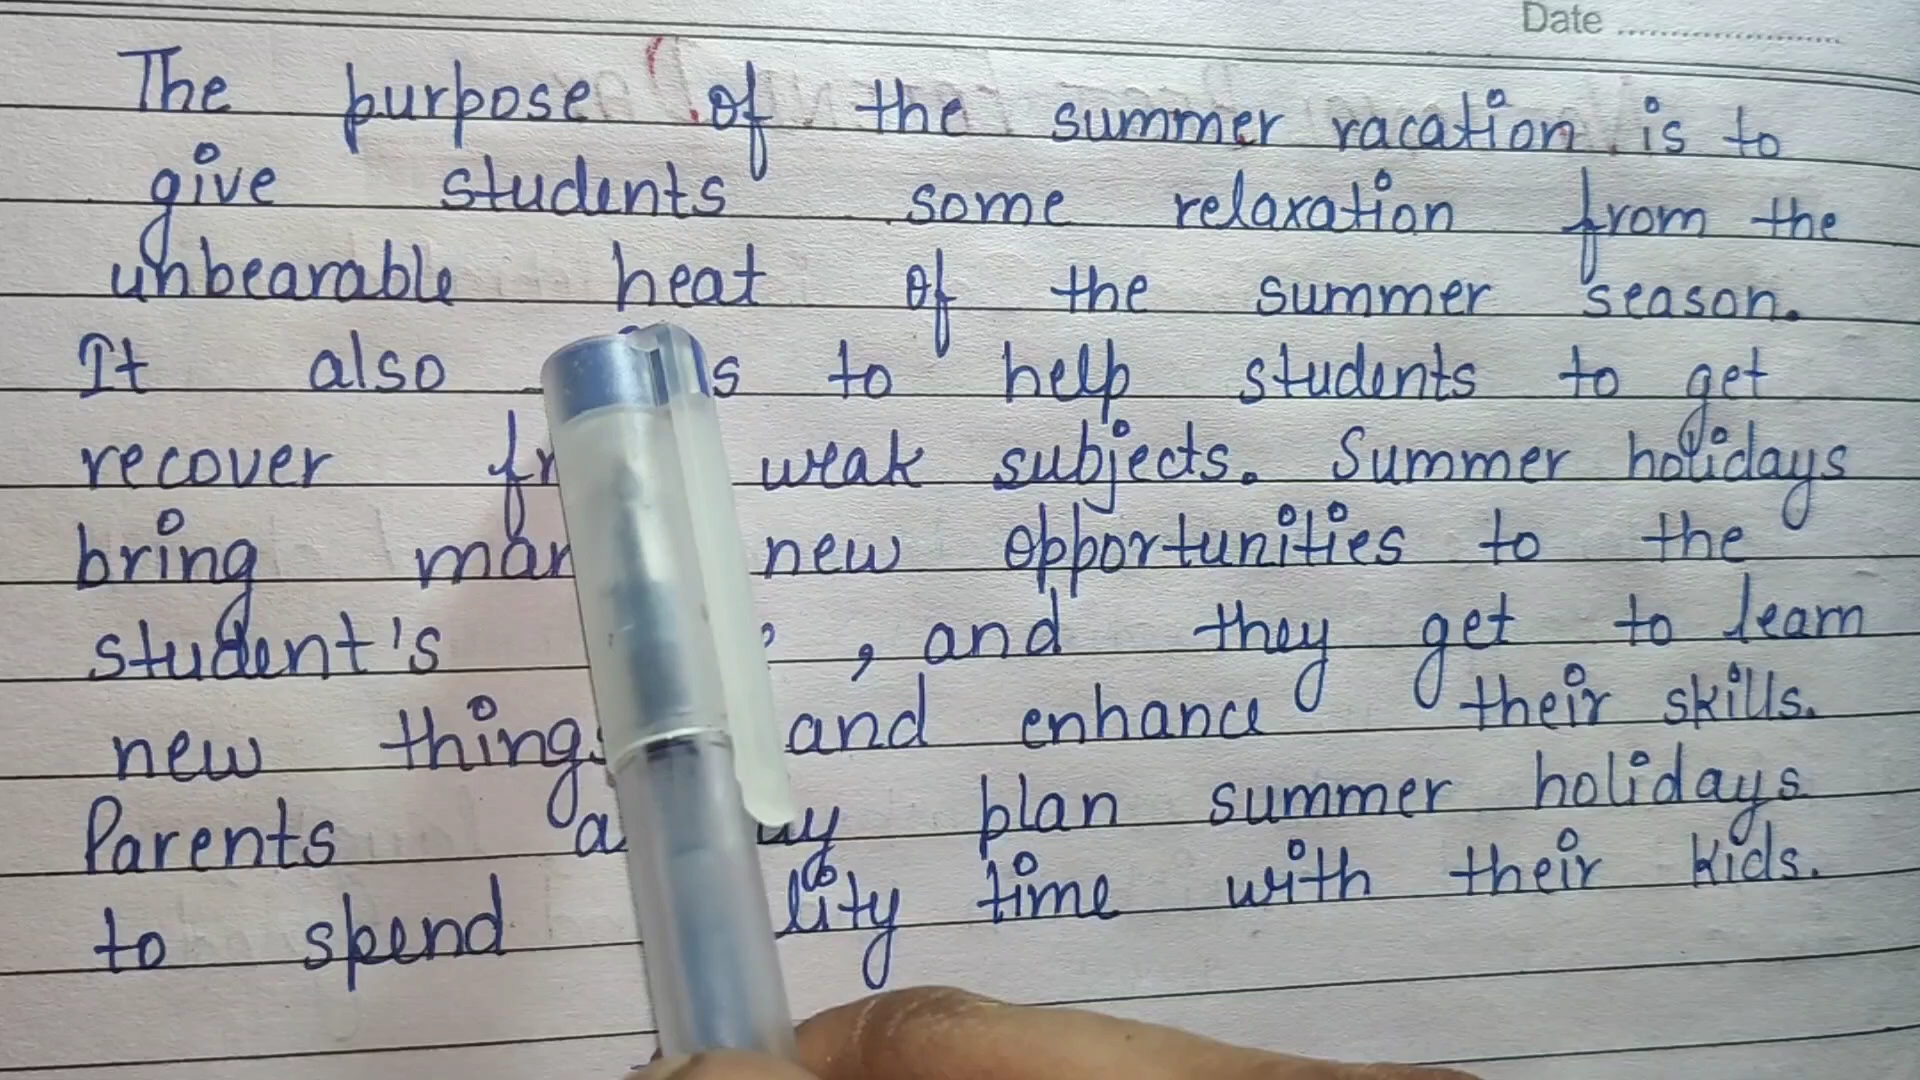 Date
The purpose of the summer racation is to
give students some relaxation from the
unbearable heat of the summer season.
It also to help students to get
recover weak subjects. Summer holidays
bring new opportunities to the
student's , and they get to learn
new things and enhance their skills.
Parents plan summer holidays
to spend time with their kids.